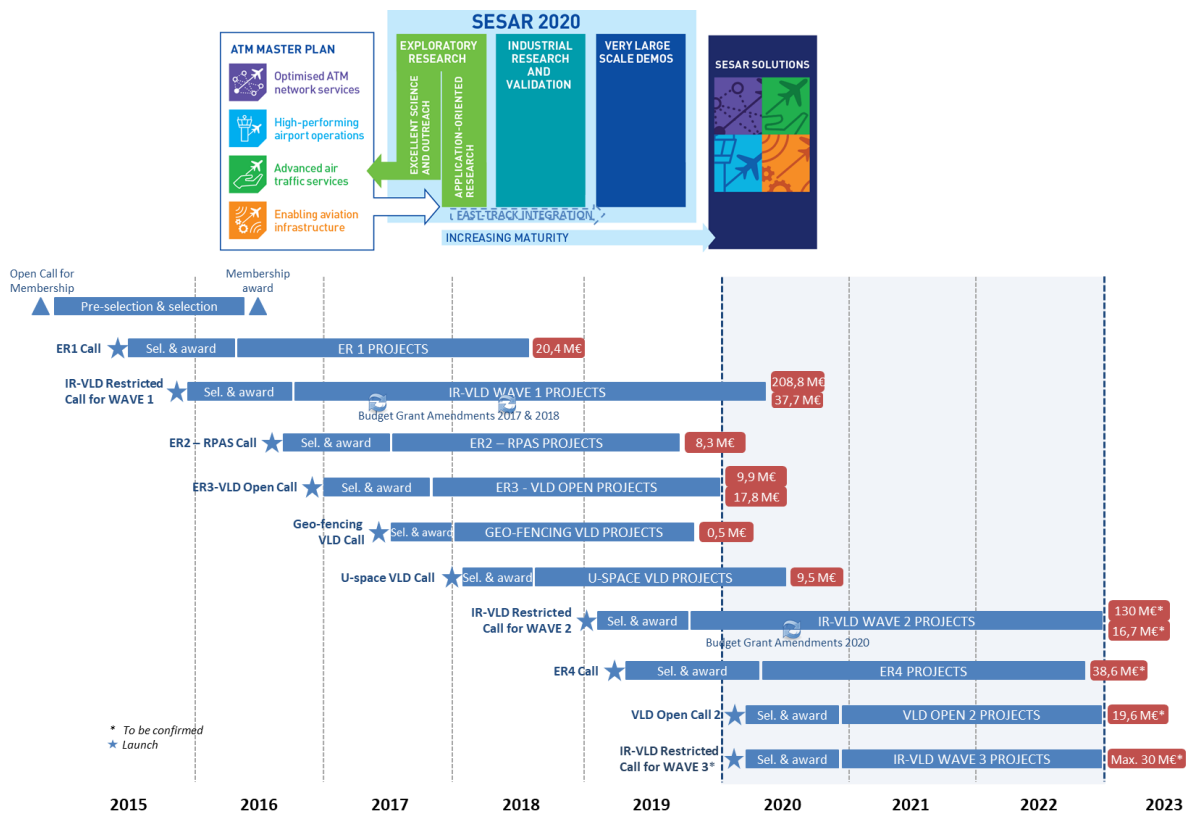 SESAR 2020
ATM MASTER PLAN
Optimised ATM
network services
High-performing
airport operations
Advanced air
traffic services
Enabling aviation
infrastructure
EXPLORATORY
RESEARCH
EXCELLENT SCIENCE
AND OUTREACH
APPLICATION-ORIENTED
RESEARCH
INDUSTRIAL
RESEARCH
AND
VALIDATION
VERY LARGE
SCALE DEMOS
SESAR SOLUTIONS
FAST-TRACK INTEGRATION
INCREASING MATURITY
Open Call for
Membership
Membership
award
Pre-selection & selection
ER1 Call
Sel. & award
ER 1 PROJECTS
20,4 M€
IR-VLD Restricted
Call for WAVE 1
Sel. & award
IR-VLD WAVE 1 PROJECTS
208,8 M€
37,7 M€
Budget Grant Amendments 2017 & 2018
ER2 – RPAS Call
Sel. & award
ER2 – RPAS PROJECTS
8,3 M€
ER3-VLD Open Call
Sel. & award
ER3 - VLD OPEN PROJECTS
9,9 M€
17,8 M€
Geo-fencing
VLD Call
Sel. & award
GEO-FENCING VLD PROJECTS
0,5 M€
U-space VLD Call
Sel. & award
U-SPACE VLD PROJECTS
9,5 M€
IR-VLD Restricted
Call for WAVE 2
Sel. & award
IR-VLD WAVE 2 PROJECTS
130 M€*
16,7 M€*
Budget Grant Amendments 2020
ER4 Call
Sel. & award
ER4 PROJECTS
38,6 M€*
VLD Open Call 2
Sel. & award
VLD OPEN 2 PROJECTS
19,6 M€*
IR-VLD Restricted
Call for WAVE 3*
Sel. & award
IR-VLD WAVE 3 PROJECTS
Max. 30 M€*
* To be confirmed
Launch
2015
2016
2017
2018
2019
2020
2021
2022
2023